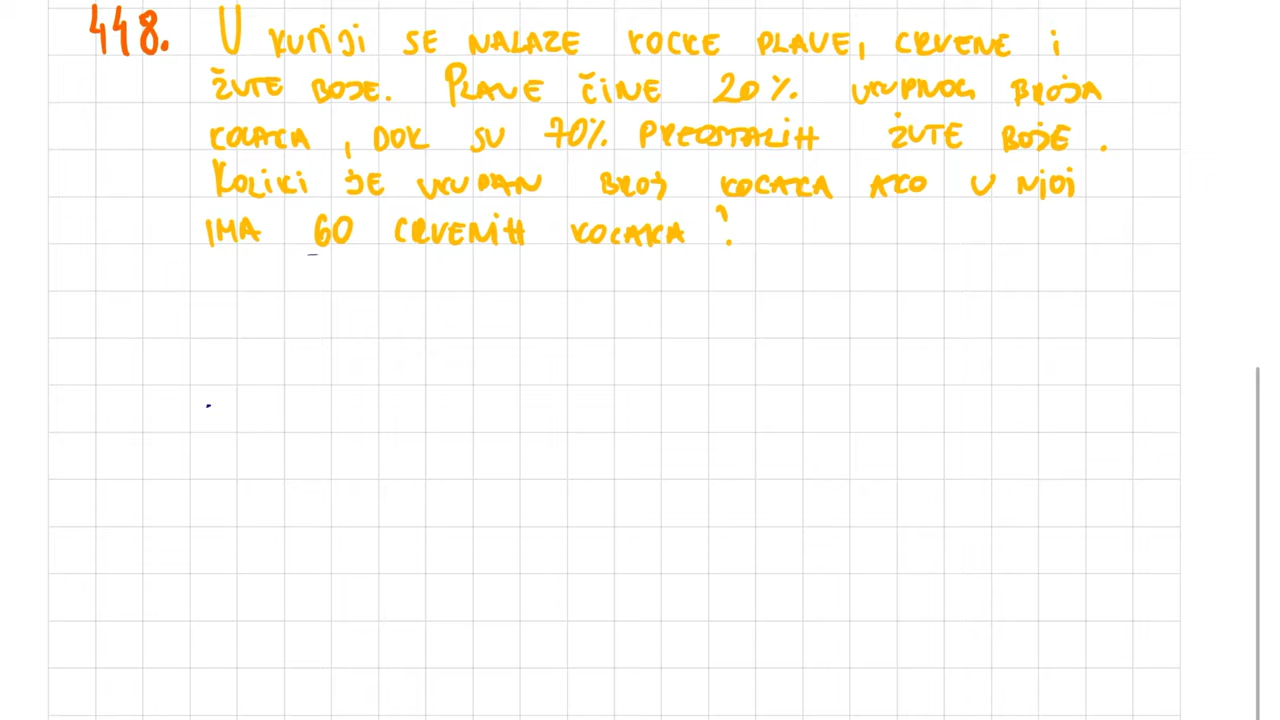 448. U KUTIJI SE NALAZE KOCKE PLAVE, CRVENE I
ŽUTE BOJE. PLAVE ČINE 20% UKUPNOG BROJA
KOCAKA, DOK SU 70% PREOSTALIH ŽUTE BOJE.
KOLIKI JE UKUPAN BROJ KOCAKA AKO U NJOJ
IMA 60 CRVENIH KOCAKA?